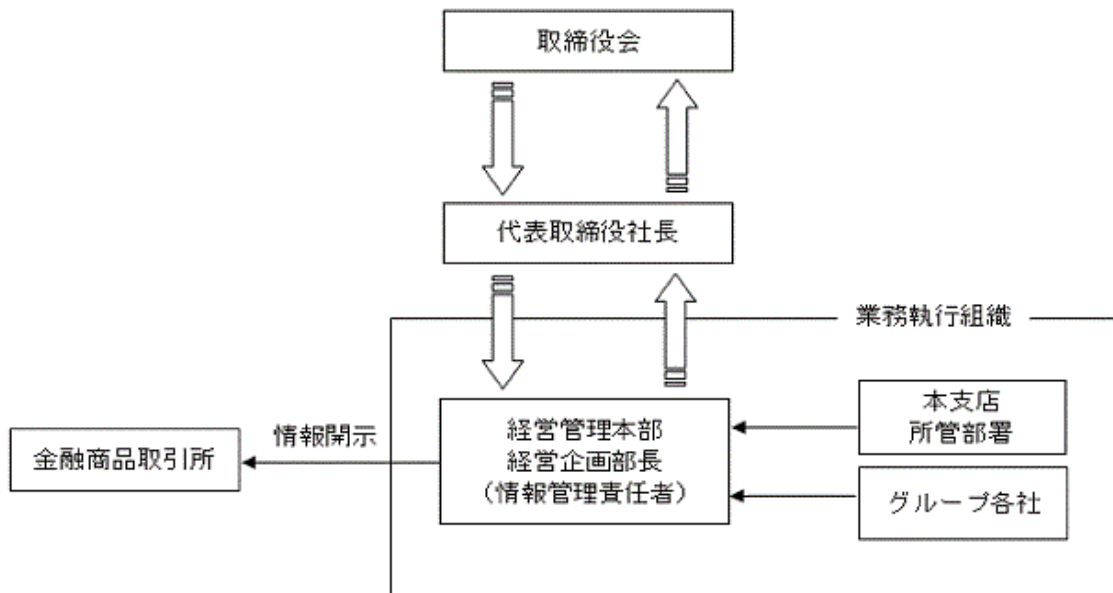 取締役会
代表取締役社長
業務執行組織
本支店
所管部署
経営管理本部
経営企画部長
（情報管理責任者）
情報開示
金融商品取引所
グループ各社